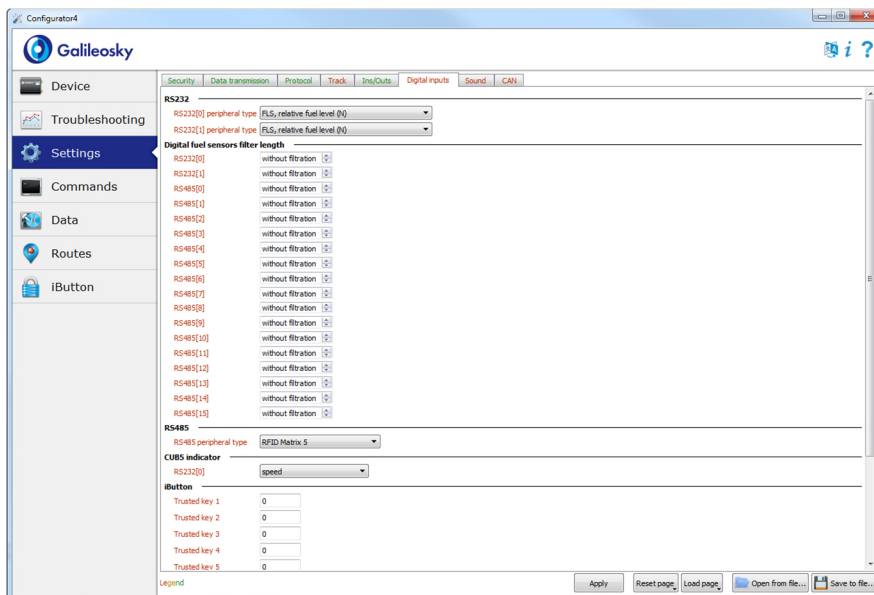 Configurator4
Galileosky
Device
Troubleshooting
Settings
Commands
Data
Routes
iButton
Security Data transmission Protocol Track Ins/Outs Digital inputs Sound CAN
RS232
RS232[0] peripheral type FLS, relative fuel level (N)
RS232[1] peripheral type FLS, relative fuel level (N)
Digital fuel sensors filter length
RS232[0] without filtration
RS232[1] without filtration
RS485[0] without filtration
RS485[1] without filtration
RS485[2] without filtration
RS485[3] without filtration
RS485[4] without filtration
RS485[5] without filtration
RS485[6] without filtration
RS485[7] without filtration
RS485[8] without filtration
RS485[9] without filtration
RS485[10] without filtration
RS485[11] without filtration
RS485[12] without filtration
RS485[13] without filtration
RS485[14] without filtration
RS485[15] without filtration
RS485
RS485 peripheral type RFID Matrix 5
CUB5 indicator
RS232[0] speed
iButton
Trusted key 1 0
Trusted key 2 0
Trusted key 3 0
Trusted key 4 0
Trusted key 5 0
Legend
Apply Reset page Load page Open from file... Save to file...